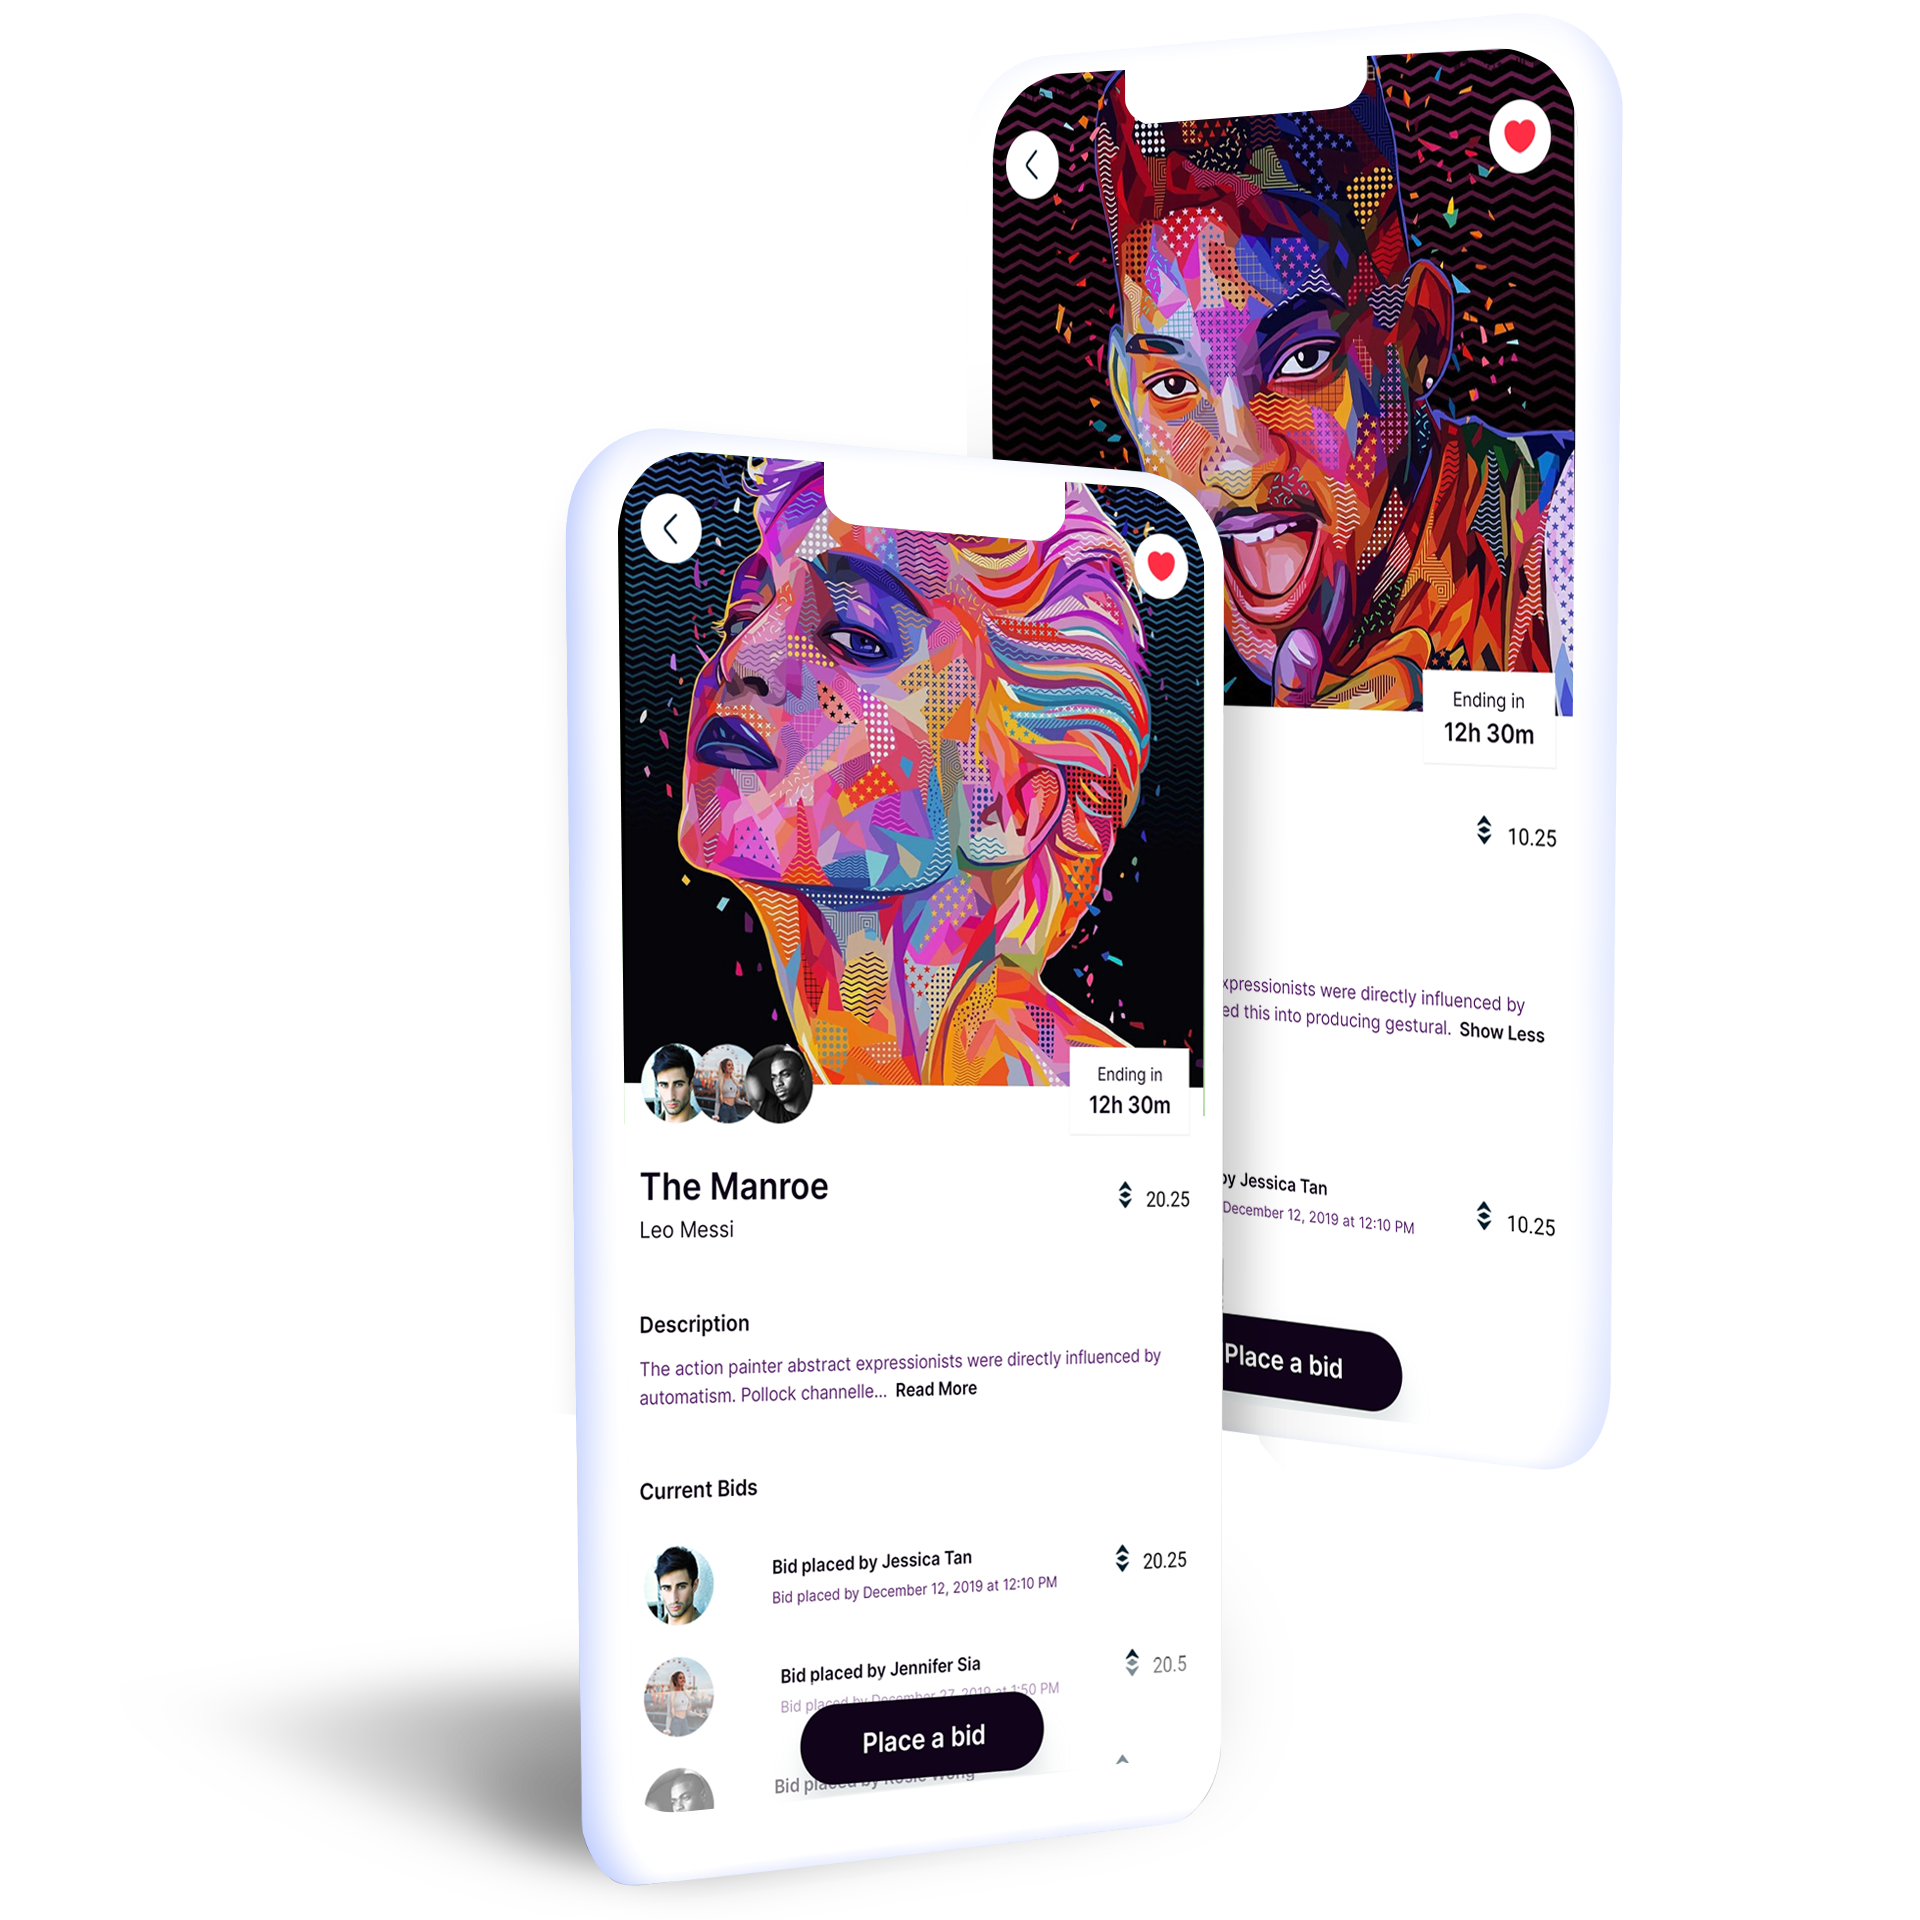 Ending in
12h 30m
The Manroe
20.25
Leo Messi
Description
The action painter abstract expressionists were directly influenced by
automatism. Pollock channelle... Read More
Current Bids
Bid placed by Jessica Tan
20.25
Bid placed by December 12, 2019 at 12:10 PM
Bid placed by Jennifer Sia
20.5
Bid placed by December 27, 2019 at 1:50 PM
Place a bid
Bid placed by Rosie Wong
Ending in
12h 30m
10.25
xpressionists were directly influenced by
ed this into producing gestural. Show Less
by Jessica Tan
December 12, 2019 at 12:10 PM
10.25
Place a bid